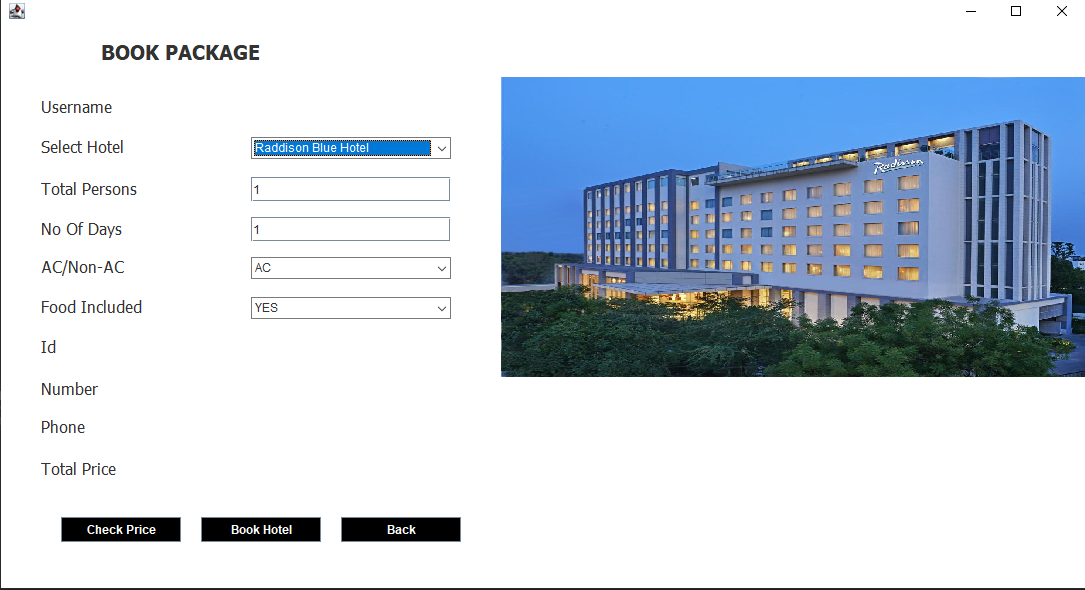 BOOK PACKAGE
Username
Select Hotel Raddison Blue Hotel
Total Persons 1
No Of Days 1
AC/Non-AC AC
Food Included YES
Id
Number
Phone
Total Price
Check Price Book Hotel Back
Radisson